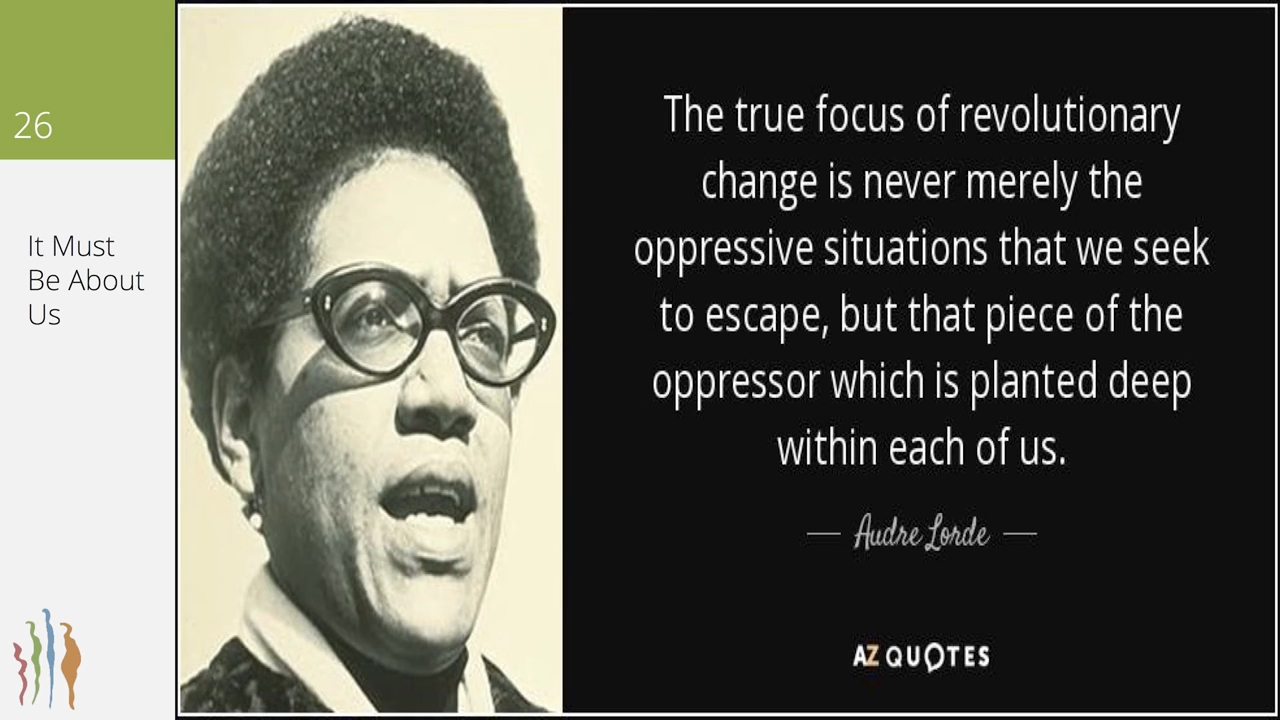 26
It Must
Be About
Us
The true focus of revolutionary
change is never merely the
oppressive situations that we seek
to escape, but that piece of the
oppressor which is planted deep
within each of us.
— Audre Lorde —
AZ QUOTES